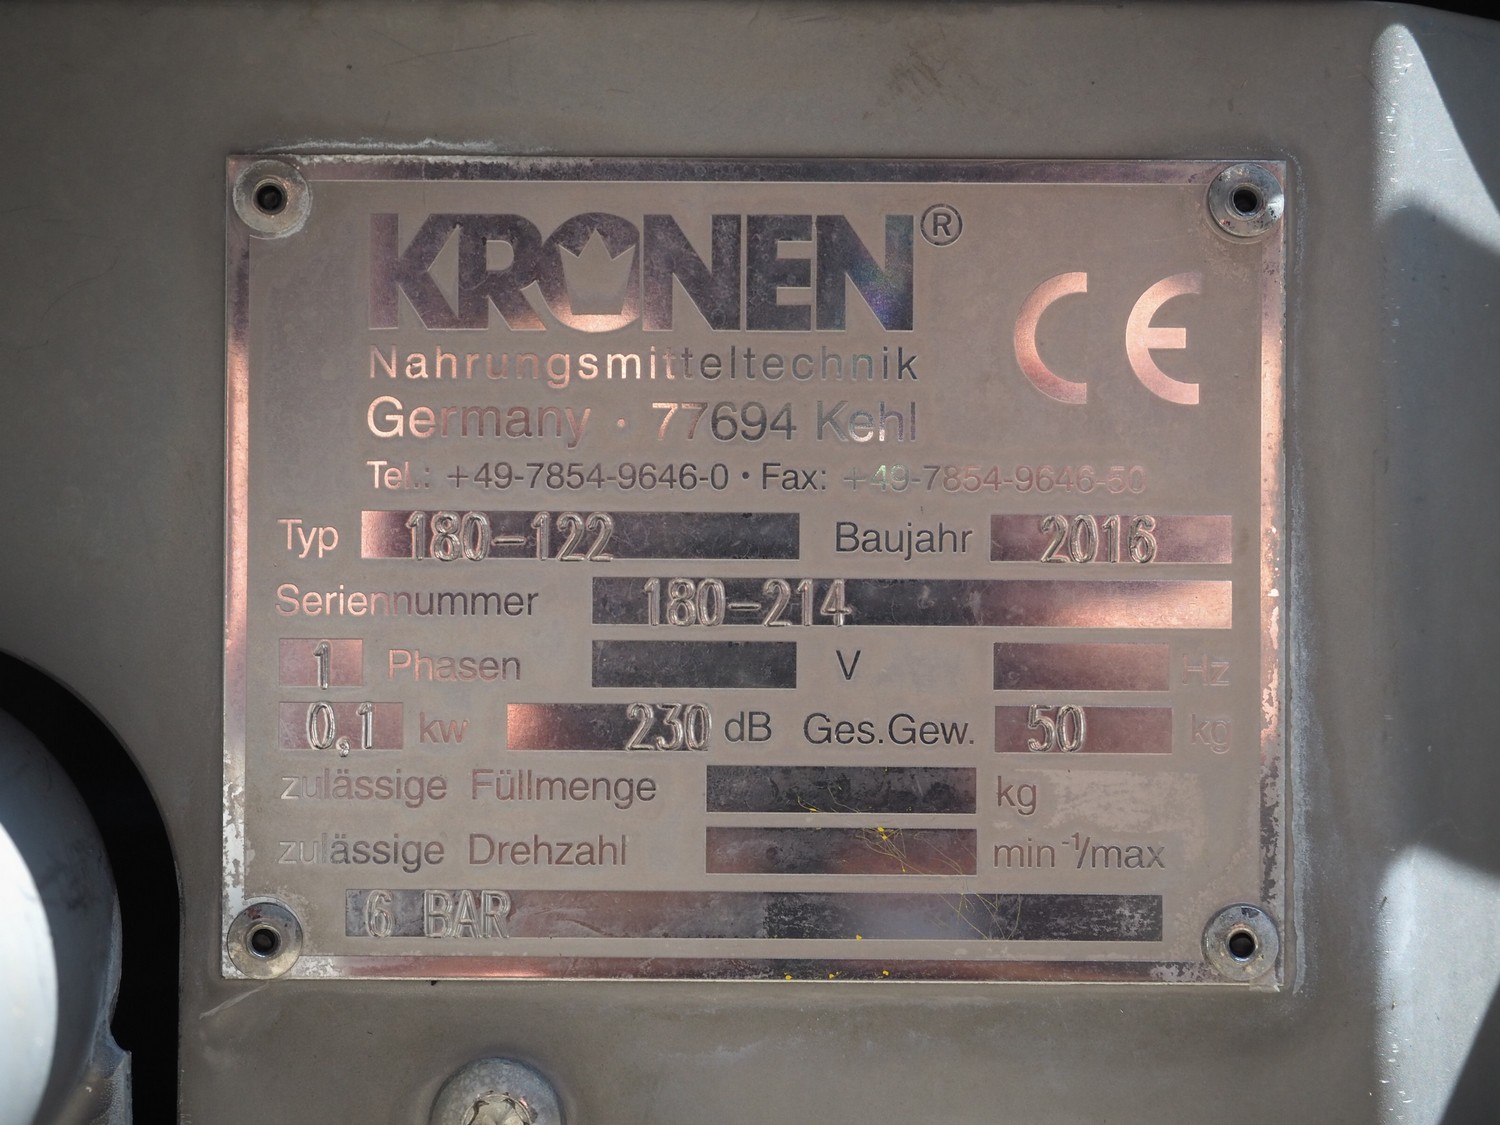 KRONEN®
CE
Nahrungsmitteltechnik
Germany · 77694 Kehl
Tel.: +49-7854-9646-0 · Fax: +49-7854-9646-50
Typ 180-122 Baujahr 2016
Seriennummer 180-214
1 Phasen V Hz
0,1 kw 230 dB Ges.Gew. 50 kg
zulässige Füllmenge kg
zulässige Drehzahl min⁻¹/max
6 BAR